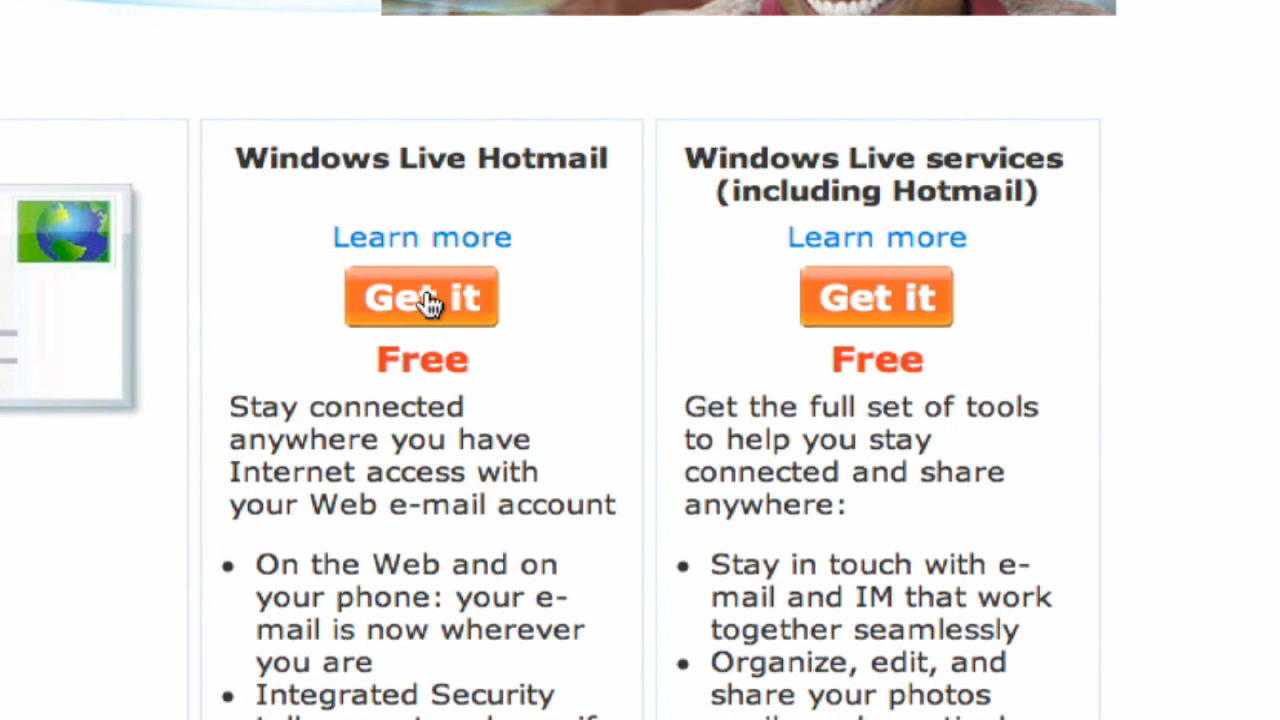 Windows Live Hotmail
Learn more
Get it
Free
Stay connected
anywhere you have
Internet access with
your Web e-mail account
• On the Web and on
your phone: your e-
mail is now wherever
you are
• Integrated Security
Windows Live services
(including Hotmail)
Learn more
Get it
Free
Get the full set of tools
to help you stay
connected and share
anywhere:
• Stay in touch with e-
mail and IM that work
together seamlessly
• Organize, edit, and
share your photos